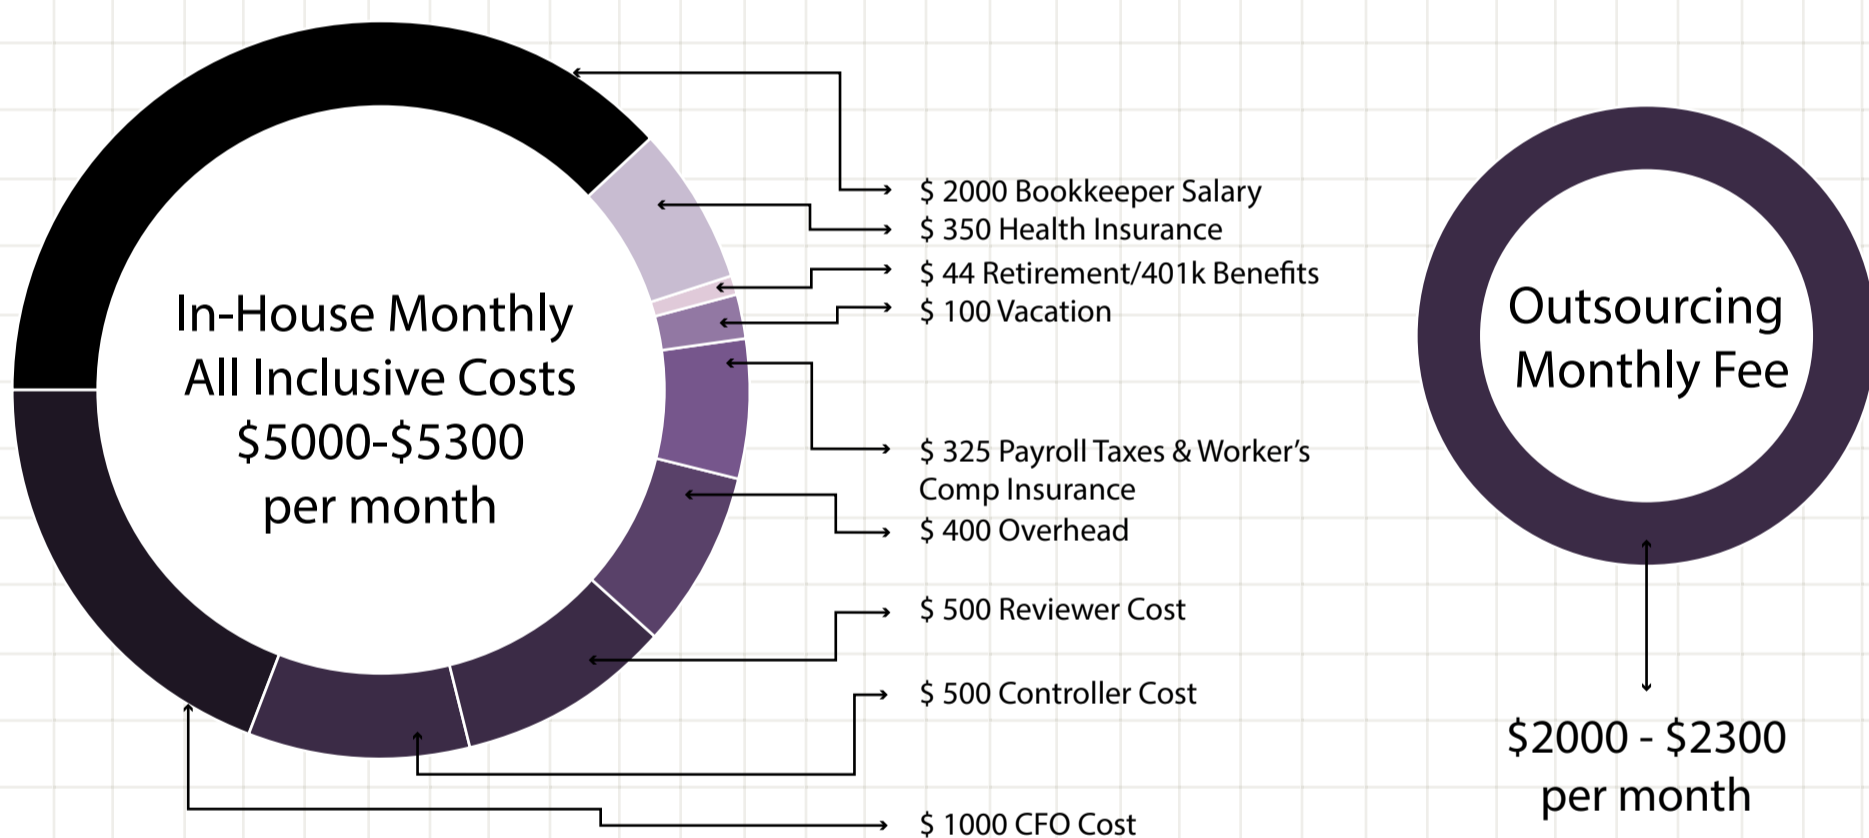 In-House Monthly
All Inclusive Costs
$5000-$5300
per month
$ 2000 Bookkeeper Salary
$ 350 Health Insurance
$ 44 Retirement/401k Benefits
$ 100 Vacation
$ 325 Payroll Taxes & Worker’s
Comp Insurance
$ 400 Overhead
$ 500 Reviewer Cost
$ 500 Controller Cost
$ 1000 CFO Cost
Outsourcing
Monthly Fee
$2000 - $2300
per month